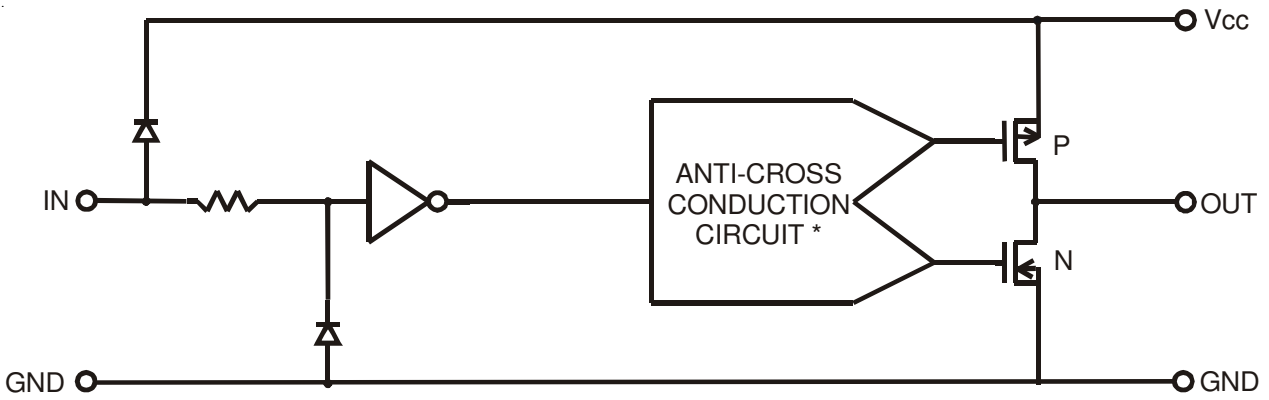 Vcc
P
ANTI-CROSS
CONDUCTION
CIRCUIT *
IN
OUT
N
GND
GND